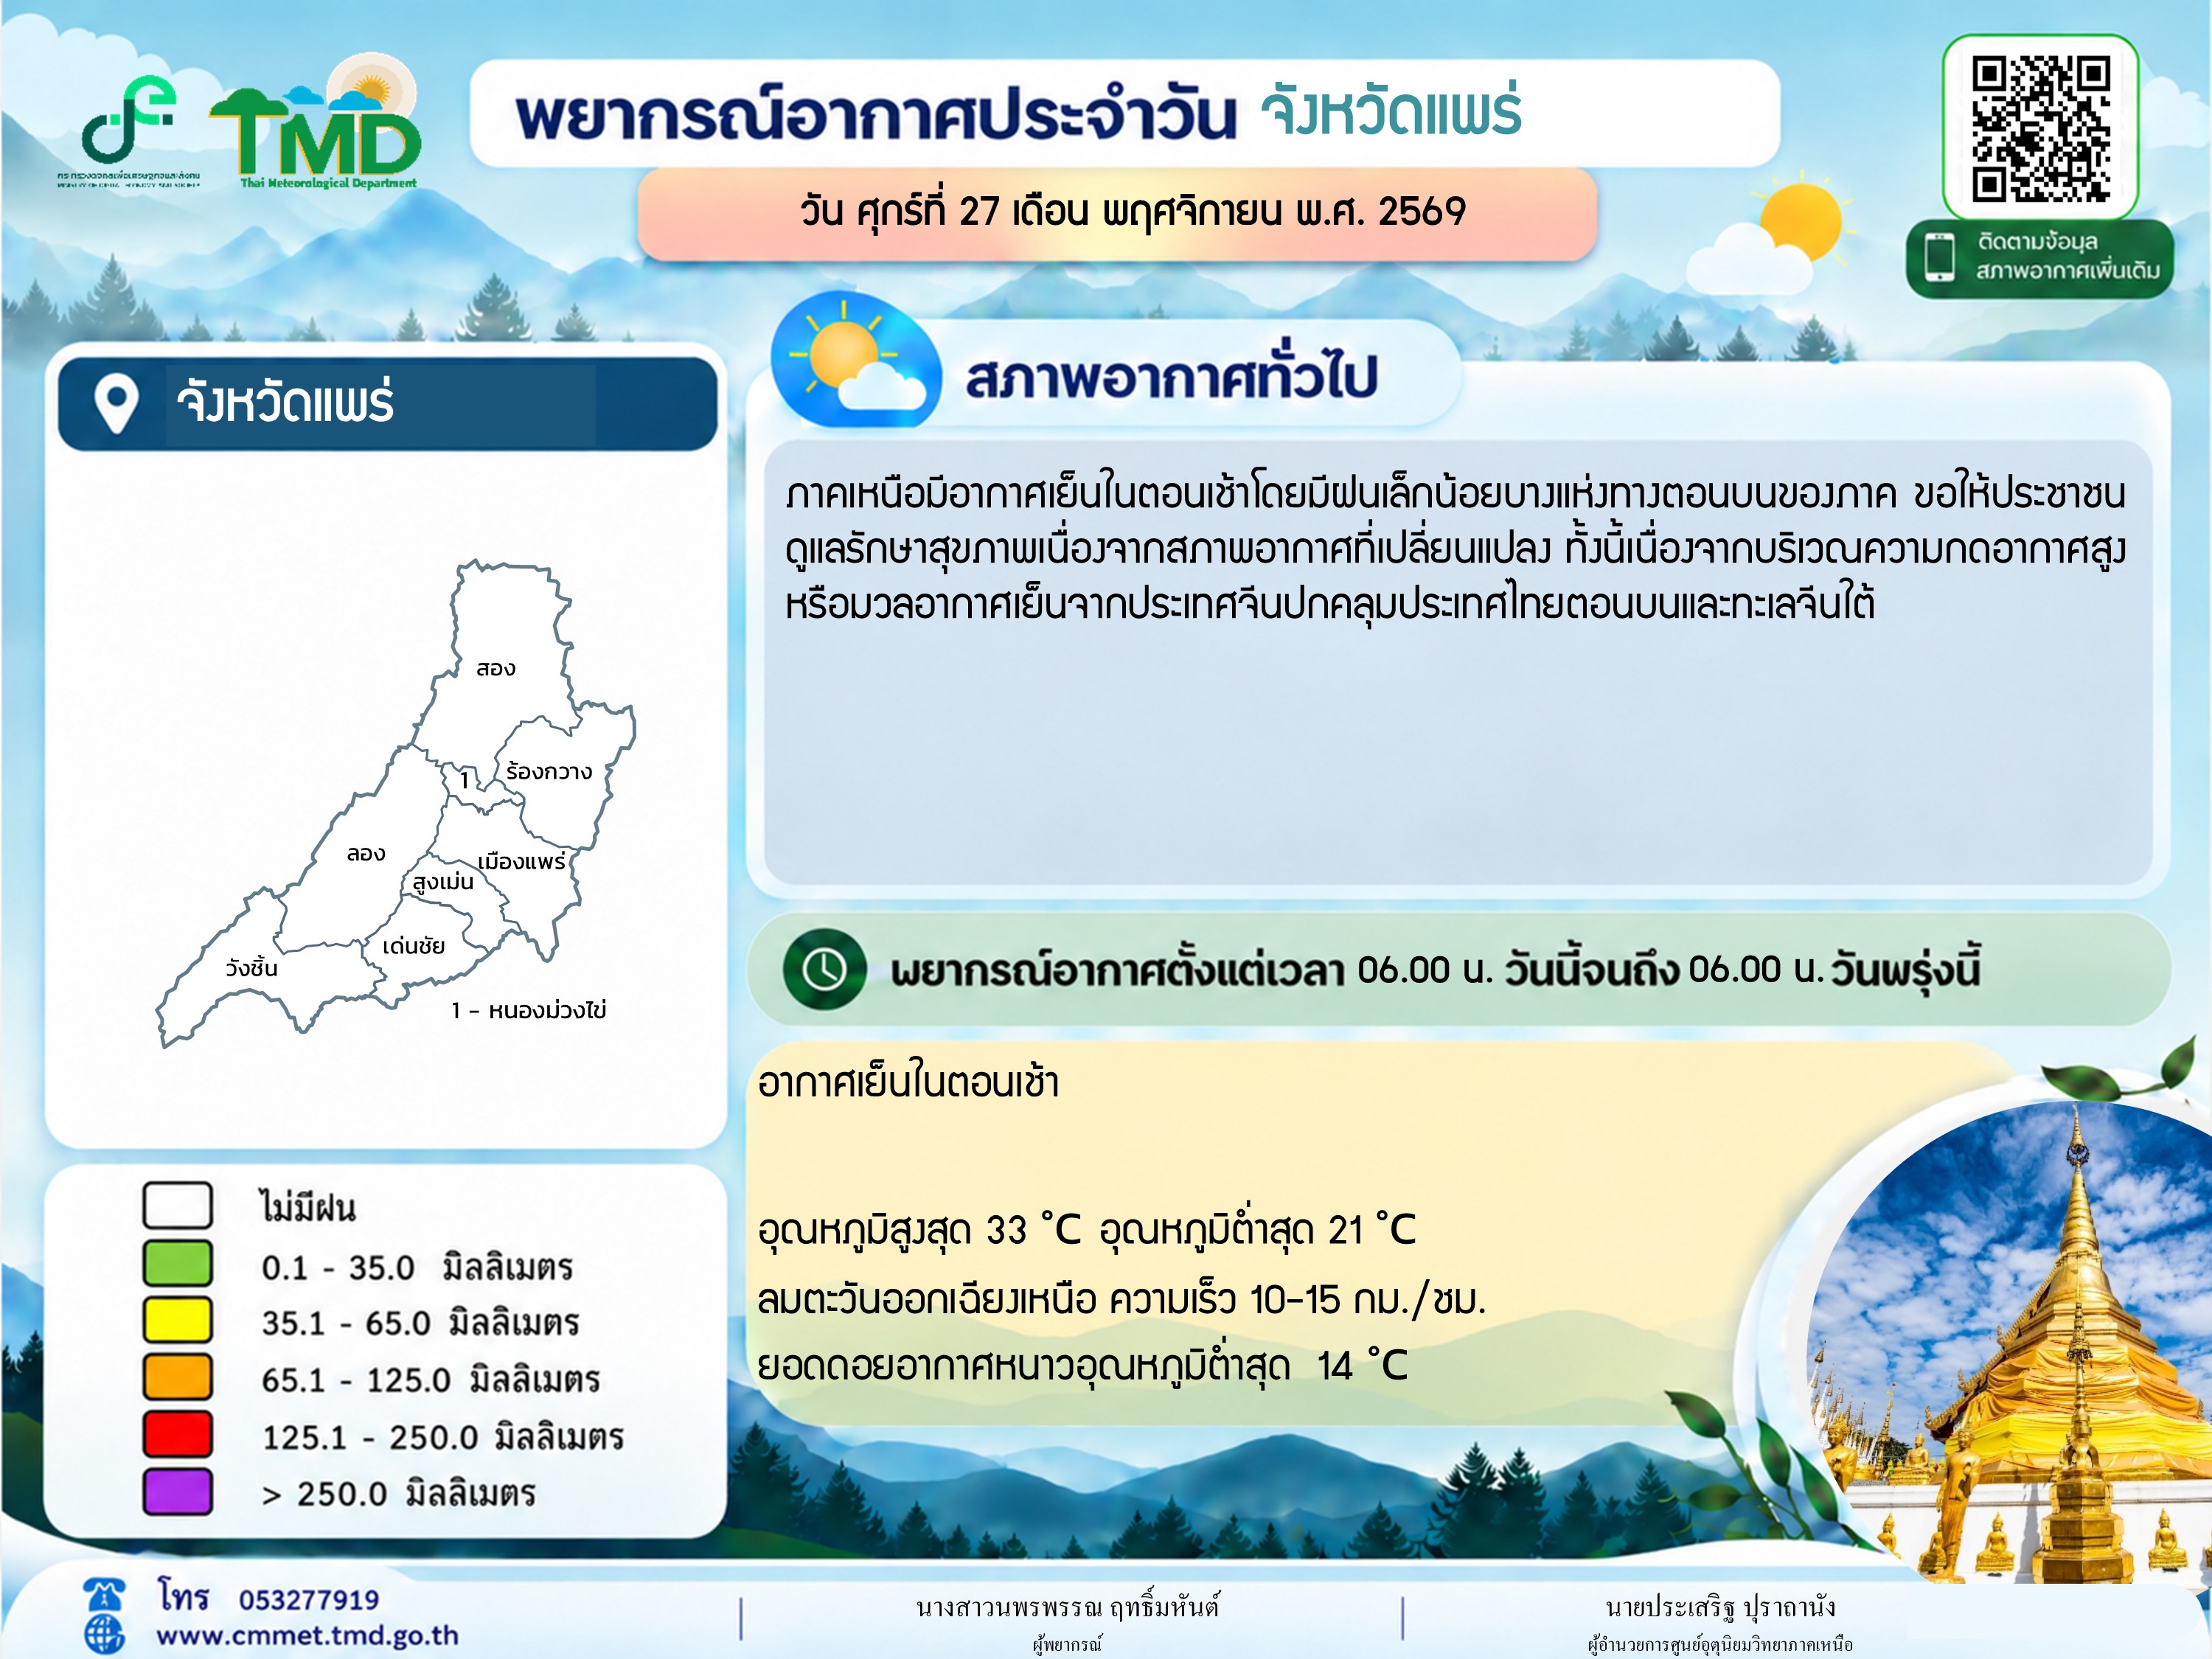 พยากรณ์อากาศประจำวัน จังหวัดแพร่
TMD
Thai Meteorological Department
วัน ศุกร์ที่ 27 เดือน พฤศจิกายน พ.ศ. 2569
ติดตามข้อมูล
สภาพอากาศเพิ่มเติม
จังหวัดแพร่
สอง
ร้องกวาง
1
ลอง
เมืองแพร่
สูงเม่น
เด่นชัย
วังชิ้น
1 - หนองม่วงไข่
ไม่มีฝน
0.1 - 35.0 มิลลิเมตร
35.1 - 65.0 มิลลิเมตร
65.1 - 125.0 มิลลิเมตร
125.1 - 250.0 มิลลิเมตร
> 250.0 มิลลิเมตร
สภาพอากาศทั่วไป
ภาคเหนือมีอากาศเย็นในตอนเช้าโดยมีฝนเล็กน้อยบางแห่งทางตอนบนของภาค ขอให้ประชาชน
ดูแลรักษาสุขภาพเนื่องจากสภาพอากาศที่เปลี่ยนแปลง ทั้งนี้เนื่องจากบริเวณความกดอากาศสูง
หรือมวลอากาศเย็นจากประเทศจีนปกคลุมประเทศไทยตอนบนและทะเลจีนใต้
พยากรณ์อากาศตั้งแต่เวลา 06.00 น. วันนี้จนถึง 06.00 น. วันพรุ่งนี้
อากาศเย็นในตอนเช้า
อุณหภูมิสูงสุด 33 °C อุณหภูมิต่ำสุด 21 °C
ลมตะวันออกเฉียงเหนือ ความเร็ว 10-15 กม./ชม.
ยอดดอยอากาศหนาวอุณหภูมิต่ำสุด 14 °C
โทร 053277919
www.cmmet.tmd.go.th
นางสาวนพรพรรณ ฤทธิ์มหันต์
ผู้พยากรณ์
นายประเสริฐ ปุราถานัง
ผู้อำนวยการศูนย์อุตุนิยมวิทยาภาคเหนือ